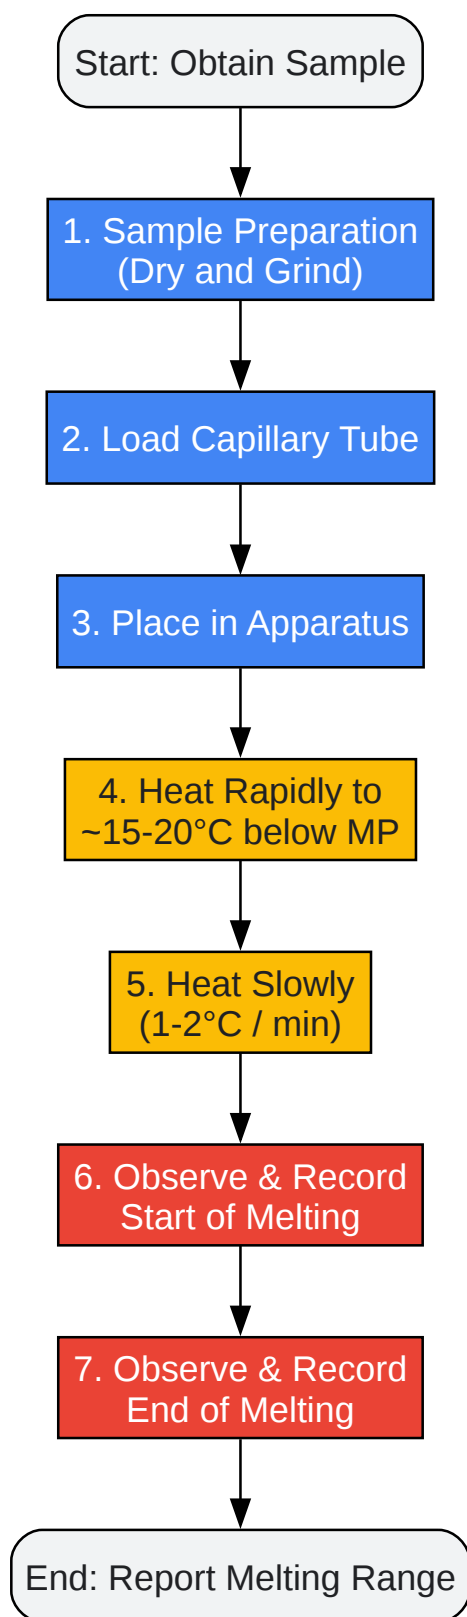 Start: Obtain Sample
1. Sample Preparation
(Dry and Grind)
2. Load Capillary Tube
3. Place in Apparatus
4. Heat Rapidly to
~15-20°C below MP
5. Heat Slowly
(1-2°C / min)
6. Observe & Record
Start of Melting
7. Observe & Record
End of Melting
End: Report Melting Range